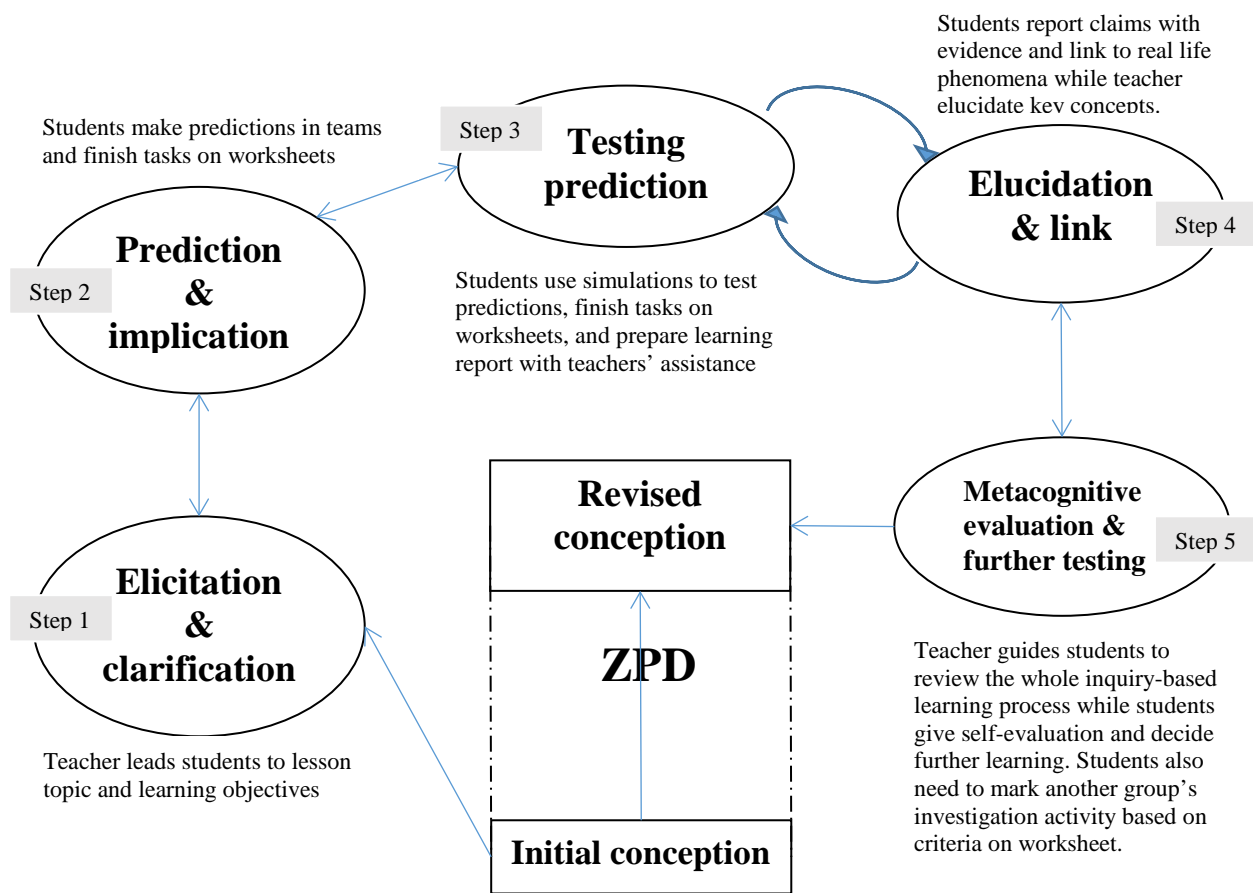 Students report claims with
evidence and link to real life
phenomena while teacher
elucidate key concepts.
Students make predictions in teams
and finish tasks on worksheets
Step 3
Testing
prediction
Elucidation
& link
Step 4
Prediction
&
implication
Step 2
Students use simulations to test
predictions, finish tasks on
worksheets, and prepare learning
report with teachers’ assistance
Revised
conception
Metacognitive
evaluation &
further testing
Step 5
Elicitation
&
clarification
Step 1
ZPD
Teacher leads students to lesson
topic and learning objectives
Teacher guides students to
review the whole inquiry-based
learning process while students
give self-evaluation and decide
further learning. Students also
need to mark another group’s
investigation activity based on
criteria on worksheet.
Initial conception